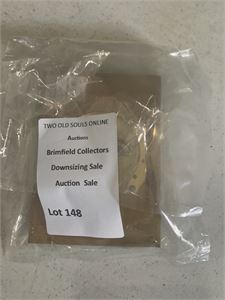 TWO OLD SOULS ONLINE
Auctions
Brimfield Collectors
Downsizing Sale
Auction Sale
Lot 148